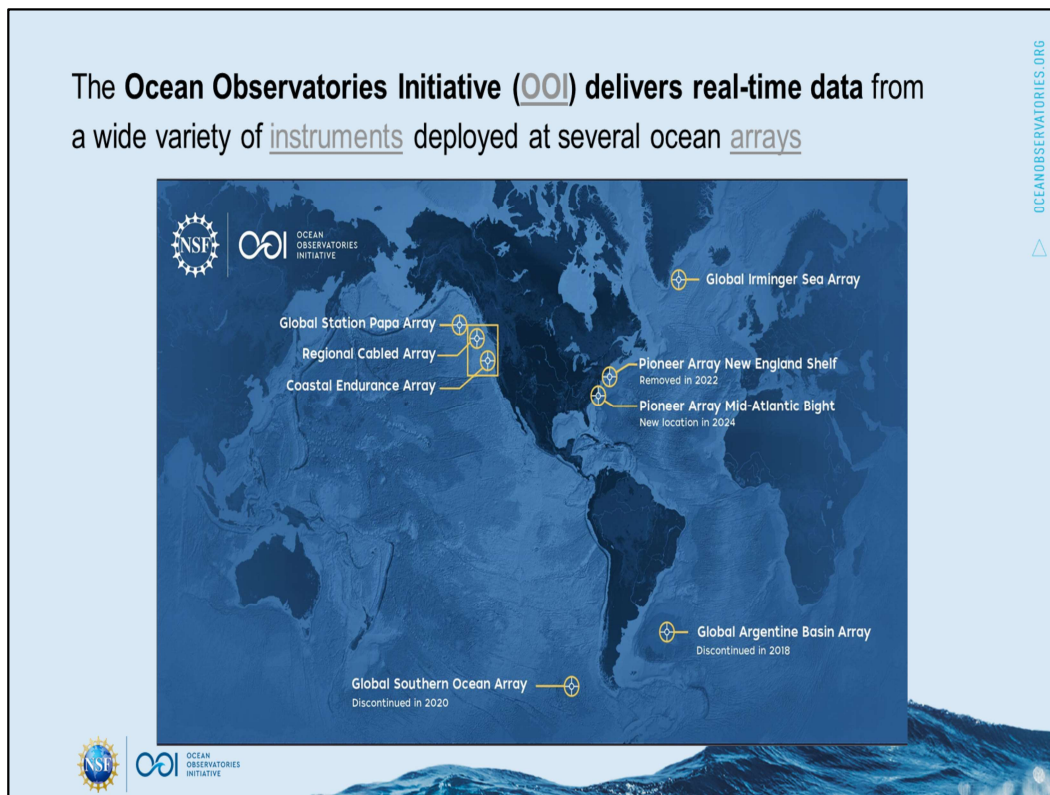 The Ocean Observatories Initiative (OOI) delivers real-time data from
a wide variety of instruments deployed at several ocean arrays
OCEANOBSERVATORIES.ORG
NSF
OOI
OCEAN
OBSERVATORIES
INITIATIVE
Global Irminger Sea Array
Global Station Papa Array
Regional Cabled Array
Coastal Endurance Array
Pioneer Array New England Shelf
Removed in 2022
Pioneer Array Mid-Atlantic Bight
New location in 2024
Global Argentine Basin Array
Discontinued in 2018
Global Southern Ocean Array
Discontinued in 2020
NSF
OOI
OCEAN
OBSERVATORIES
INITIATIVE